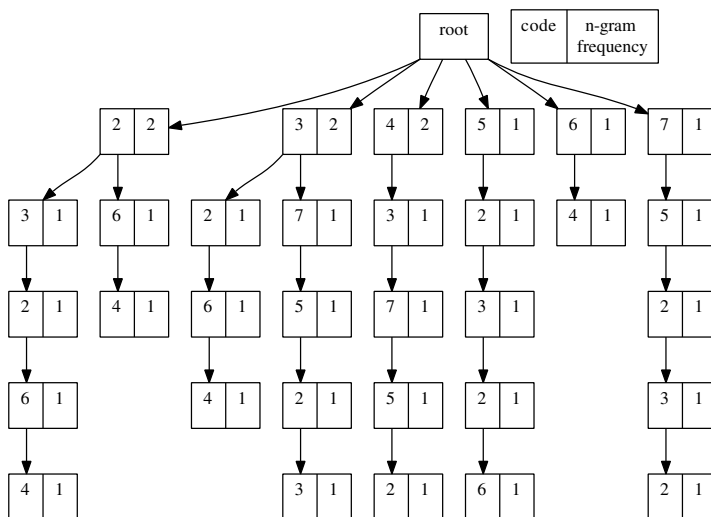 root
code
n-gram
frequency
2 2 3 2 4 2 5 1 6 1 7 1
3 1 6 1 2 1 7 1 3 1 2 1 4 1 5 1
2 1 4 1 6 1 5 1 7 1 3 1 2 1
6 1 4 1 2 1 5 1 2 1 3 1
4 1 3 1 2 1 6 1 2 1